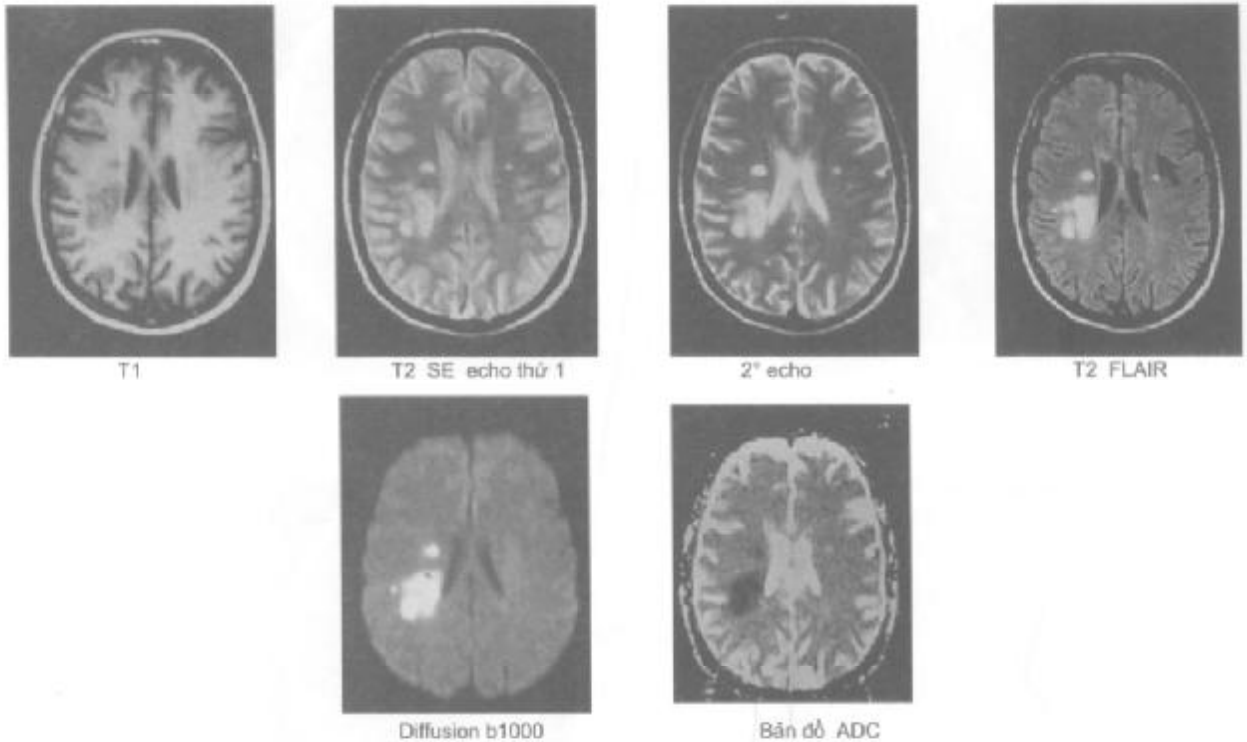 T1
T2 SE echo thứ 1
2° echo
T2 FLAIR
Diffusion b1000
Bản đồ ADC